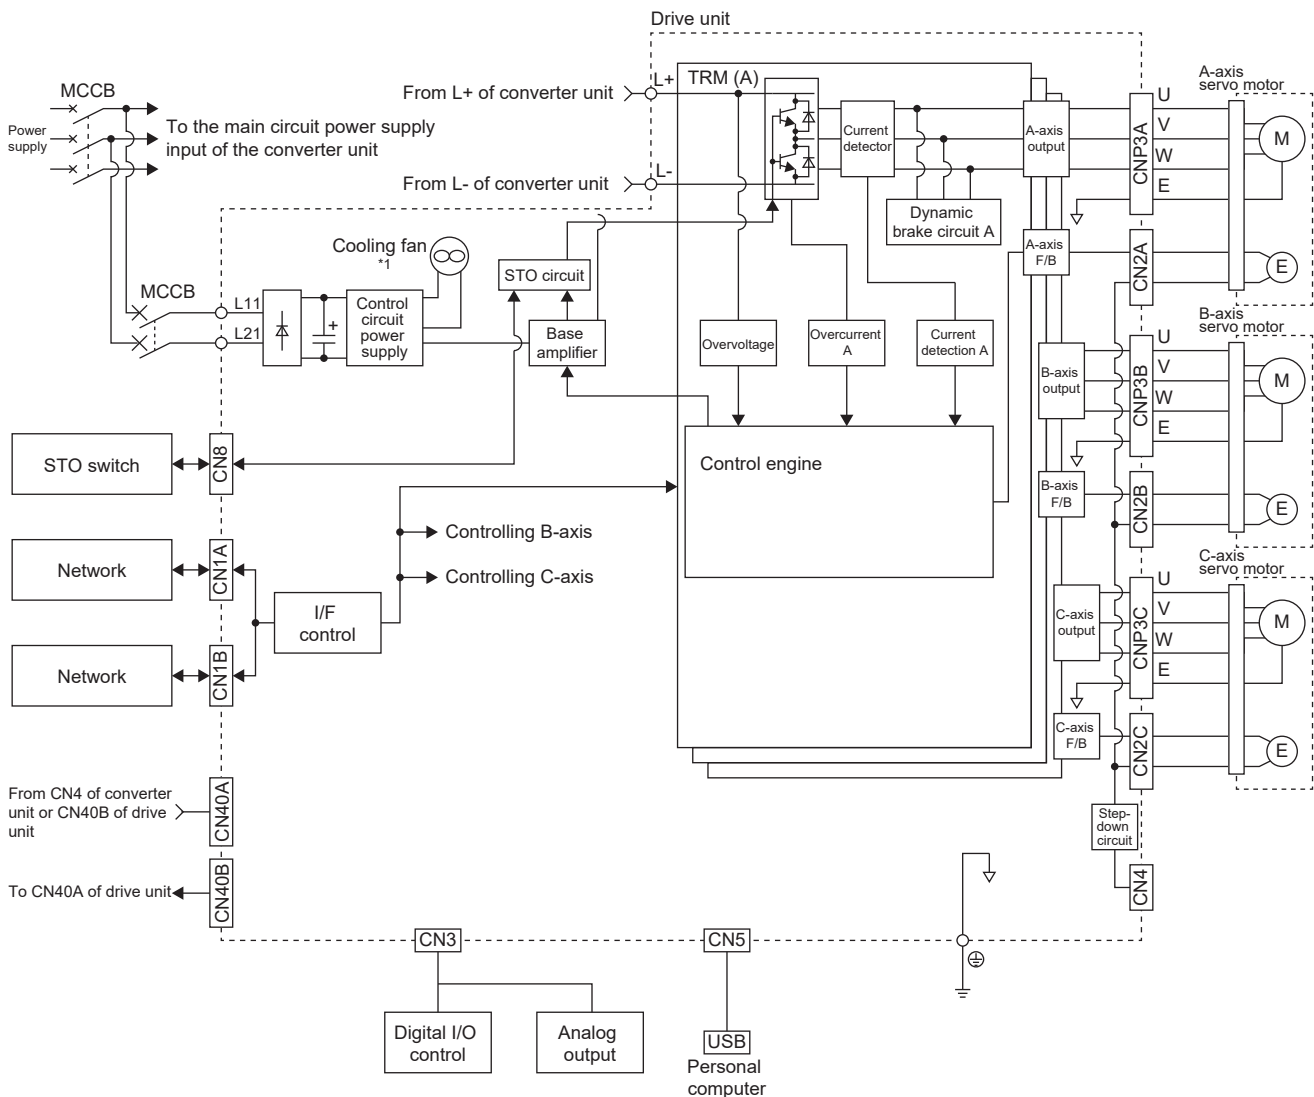 Drive unit
MCCB
Power
supply
To the main circuit power supply
input of the converter unit
From L+ of converter unit
L+
From L- of converter unit
L-
TRM (A)
Current
detector
A-axis
output
Dynamic
brake circuit A
A-axis
F/B
CNP3A
U
V
W
E
A-axis
servo motor
M
CN2A
E
MCCB
L11
L21
Cooling fan
*1
+
Control
circuit
power
supply
STO circuit
Base
amplifier
Overvoltage
Overcurrent
A
Current
detection A
Control engine
B-axis
output
B-axis
F/B
CNP3B
U
V
W
E
B-axis
servo motor
M
CN2B
E
STO switch
CN8
Network
CN1A
Network
CN1B
I/F
control
Controlling B-axis
Controlling C-axis
C-axis
output
C-axis
F/B
CNP3C
U
V
W
E
C-axis
servo motor
M
CN2C
E
Step-
down
circuit
CN4
From CN4 of converter
unit or CN40B of drive
unit
CN40A
To CN40A of drive unit
CN40B
CN3
CN5
Digital I/O
control
Analog
output
USB
Personal
computer